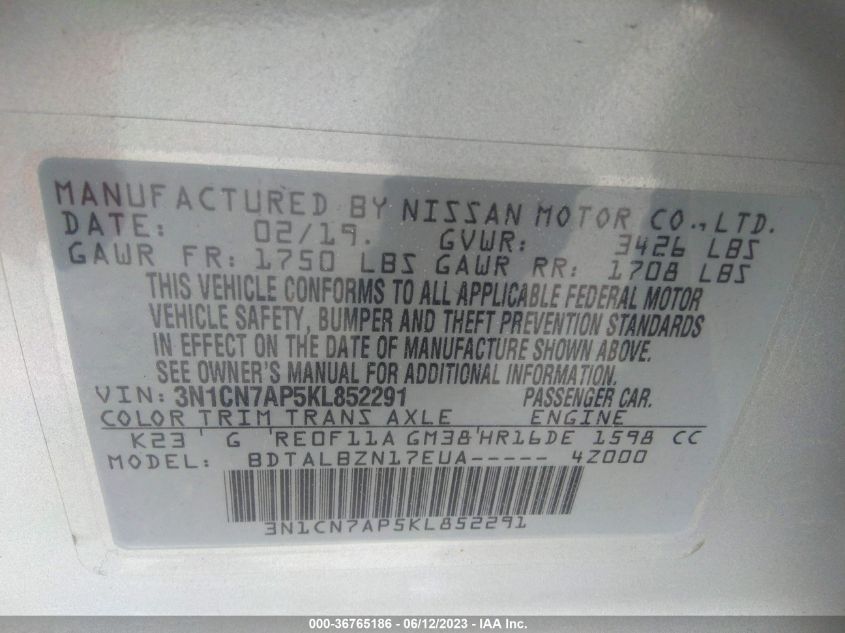 MANUFACTURED BY NISSAN MOTOR CO., LTD.
DATE: 02/19. GVWR: 3426 LBS
GAWR FR: 1750 LBS GAWR RR: 1708 LBS
THIS VEHICLE CONFORMS TO ALL APPLICABLE FEDERAL MOTOR
VEHICLE SAFETY, BUMPER AND THEFT PREVENTION STANDARDS
IN EFFECT ON THE DATE OF MANUFACTURE SHOWN ABOVE.
SEE OWNER'S MANUAL FOR ADDITIONAL INFORMATION.
VIN: 3N1CN7AP5KL852291 PASSENGER CAR.
COLOR TRIM TRANS AXLE ENGINE
K23 G RE0F11A GM38 HR16DE 1598 CC
MODEL: BDTALBZN17EUA----- 4Z000
3N1CN7AP5KL852291
000-36765186 - 06/12/2023 - IAA Inc.